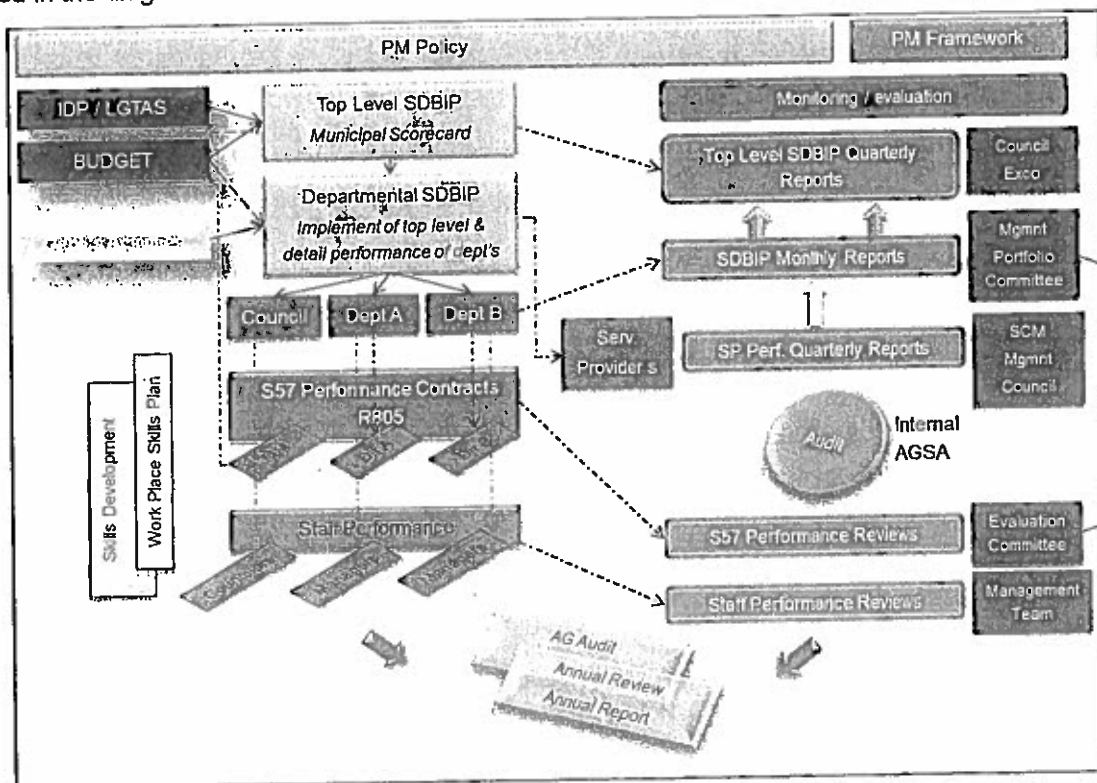 PM Policy
PM Framework
IDP / LGTAS
BUDGET
Top Level SDBIP
Municipal Scorecard
Departmental SDBIP
Implement of top level &
detail performance of dept's
Council
Dept A
Dept B
S57 Performance Contracts
R805
Staff Performance
Skills Development
Work Place Skills Plan
Serv.
Providers
Monitoring / evaluation
Top Level SDBIP Quarterly
Reports
Council
Exco
SDBIP Monthly Reports
Mgmnt
Portfolio
Committee
SP Perf. Quarterly Reports
SCM
Mgmnt
Council
Audit
Internal
AGSA
S57 Performance Reviews
Evaluation
Committee
Staff Performance Reviews
Management
Team
AG Audit
Annual Review
Annual Report